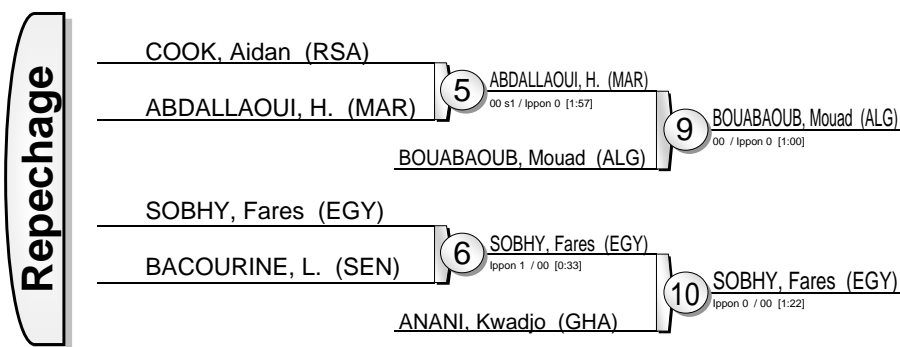 Repechage
COOK, Aidan (RSA)
ABDALLAOUI, H. (MAR)
5
ABDALLAOUI, H. (MAR)
00 s1 / Ippon 0 [1:57]
BOUABAOUB, Mouad (ALG)
9
BOUABAOUB, Mouad (ALG)
00 / Ippon 0 [1:00]
SOBHY, Fares (EGY)
BACOURINE, L. (SEN)
6
SOBHY, Fares (EGY)
Ippon 1 / 00 [0:33]
ANANI, Kwadjo (GHA)
10
SOBHY, Fares (EGY)
Ippon 0 / 00 [1:22]